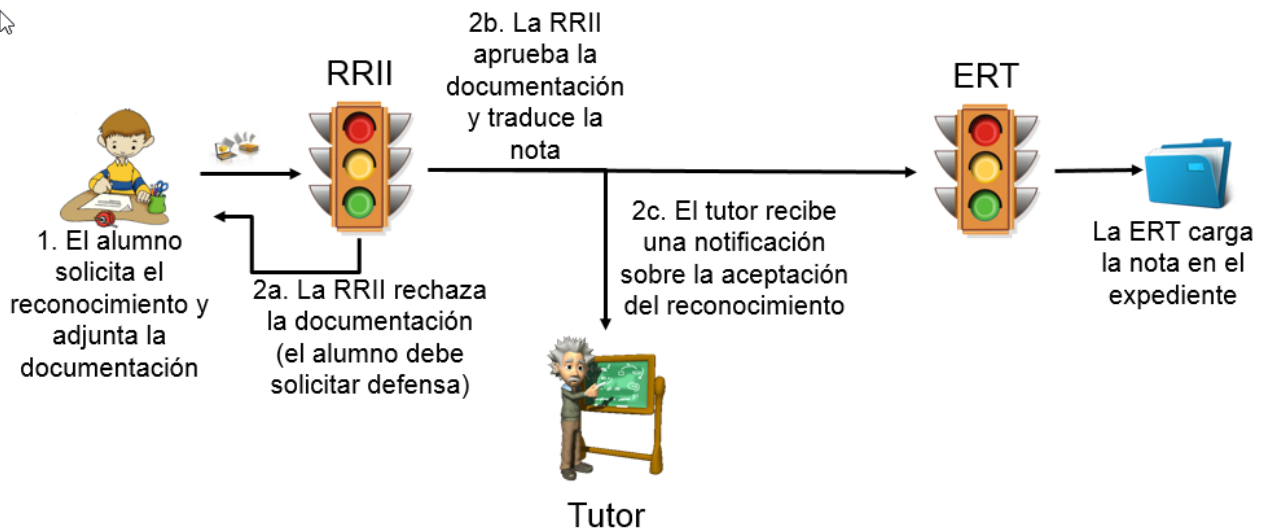 1. El alumno
solicita el
reconocimiento y
adjunta la
documentación
RRII
2a. La RRII rechaza
la documentación
(el alumno debe
solicitar defensa)
2b. La RRII
aprueba la
documentación
y traduce la
nota
2c. El tutor recibe
una notificación
sobre la aceptación
del reconocimiento
Tutor
ERT
La ERT carga
la nota en el
expediente